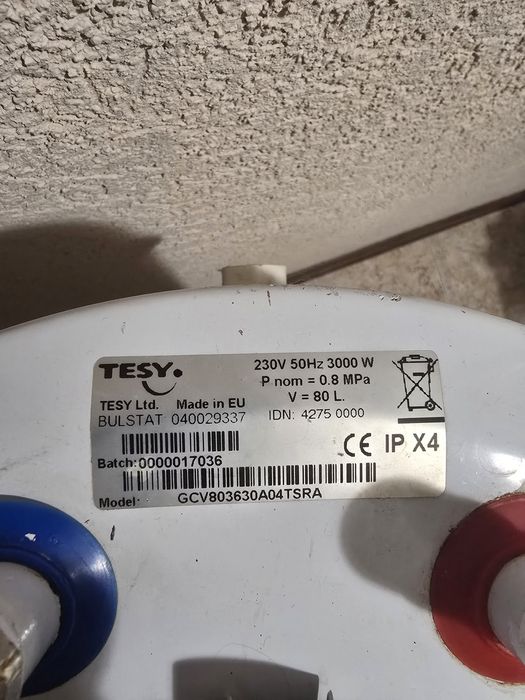 TESY
230V 50Hz 3000 W
P nom = 0.8 MPa
V = 80 L.
TESY Ltd. Made in EU
BULSTAT 040029337 IDN: 4275 0000
CE IP X4
Batch:0000017036
Model: GCV803630A04TSRA